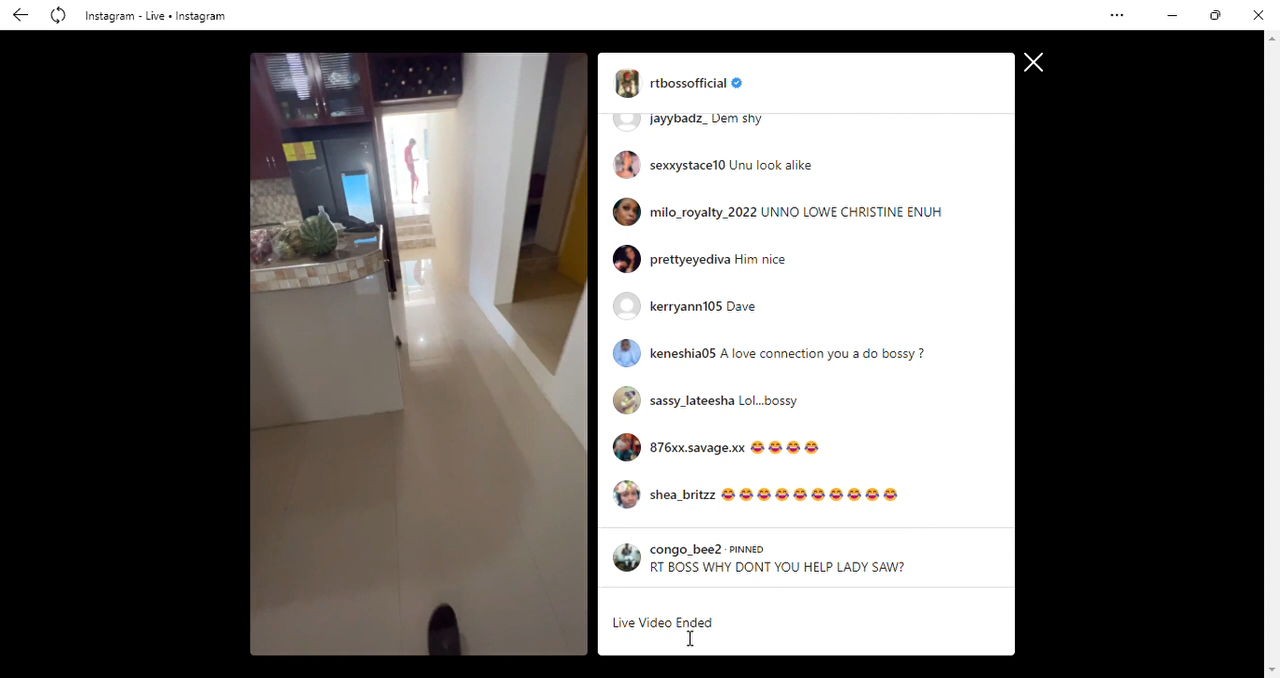 Instagram - Live • Instagram
rtbossofficial
jayybadz_ Dem shy
sexxystace10 Unu look alike
milo_royalty_2022 UNNO LOWE CHRISTINE ENUH
prettyeyediva Him nice
kerryann105 Dave
keneshia05 A love connection you a do bossy ?
sassy_lateesha Lol...bossy
876xx.savage.xx 😂😂😂😂
shea_britzz 😂😂😂😂😂😂😂😂😂😂
congo_bee2 · PINNED
RT BOSS WHY DONT YOU HELP LADY SAW?
Live Video Ended